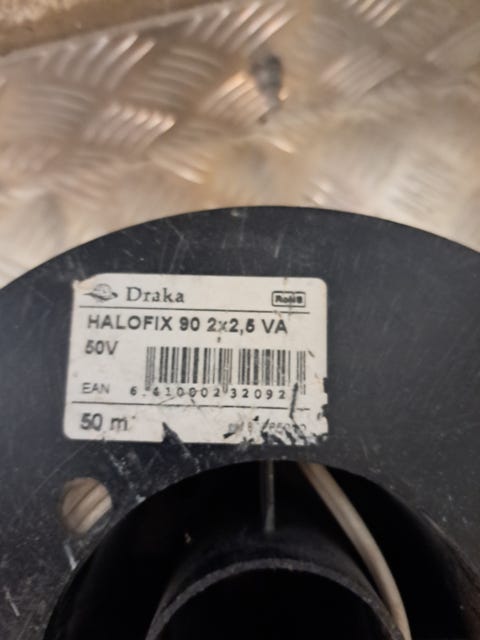 Draka RoHS
HALOFIX 90 2x2,5 VA
50V
EAN 6 410002 32092
50 m